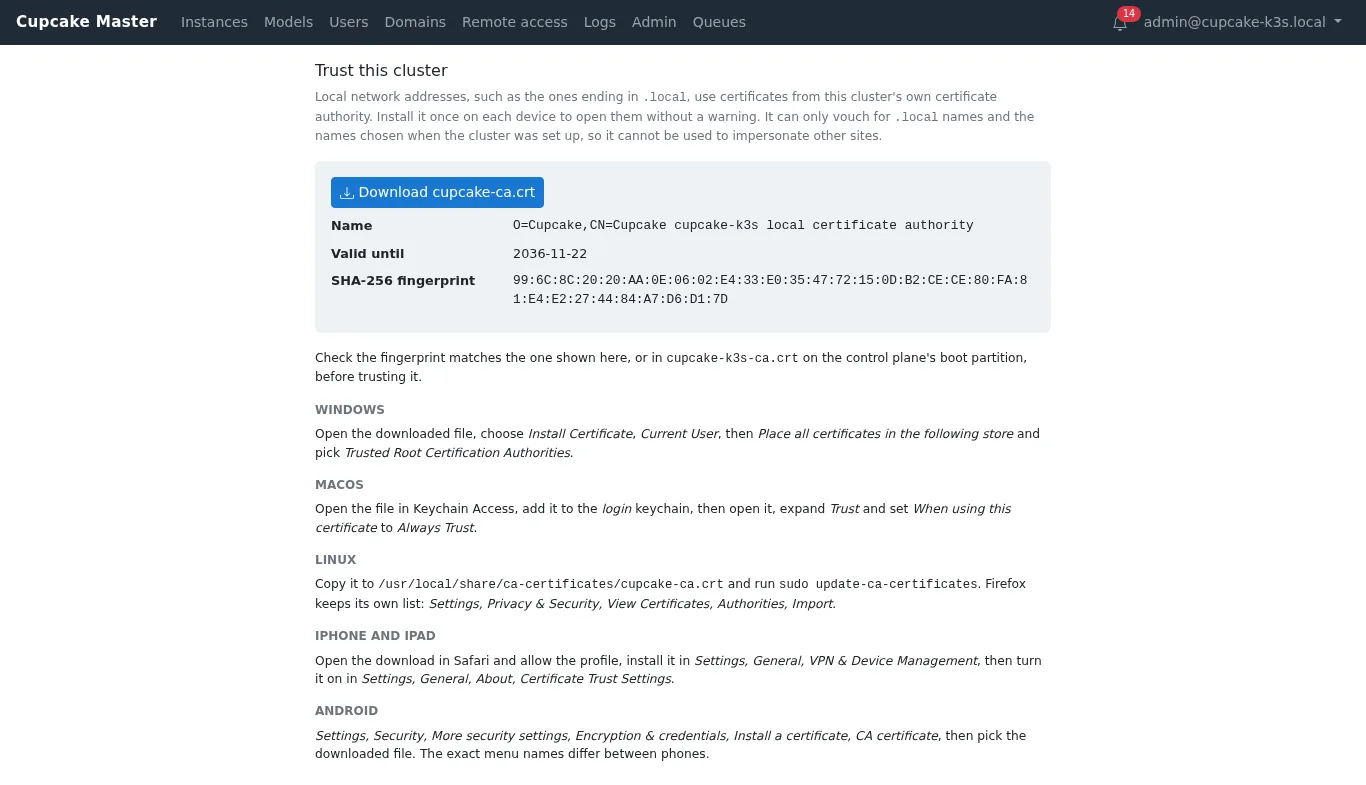 Cupcake Master Instances Models Users Domains Remote access Logs Admin Queues 14 admin@cupcake-k3s.local
Trust this cluster
Local network addresses, such as the ones ending in .local, use certificates from this cluster's own certificate
authority. Install it once on each device to open them without a warning. It can only vouch for .local names and the
names chosen when the cluster was set up, so it cannot be used to impersonate other sites.
Download cupcake-ca.crt
Name O=Cupcake,CN=Cupcake cupcake-k3s local certificate authority
Valid until 2036-11-22
SHA-256 fingerprint 99:6C:8C:20:20:AA:0E:06:02:E4:33:E0:35:47:72:15:0D:B2:CE:CE:80:FA:8
1:E4:E2:27:44:84:A7:D6:D1:7D
Check the fingerprint matches the one shown here, or in cupcake-k3s-ca.crt on the control plane's boot partition,
before trusting it.
WINDOWS
Open the downloaded file, choose Install Certificate, Current User, then Place all certificates in the following store and
pick Trusted Root Certification Authorities.
MACOS
Open the file in Keychain Access, add it to the login keychain, then open it, expand Trust and set When using this
certificate to Always Trust.
LINUX
Copy it to /usr/local/share/ca-certificates/cupcake-ca.crt and run sudo update-ca-certificates. Firefox
keeps its own list: Settings, Privacy & Security, View Certificates, Authorities, Import.
IPHONE AND IPAD
Open the download in Safari and allow the profile, install it in Settings, General, VPN & Device Management, then turn
it on in Settings, General, About, Certificate Trust Settings.
ANDROID
Settings, Security, More security settings, Encryption & credentials, Install a certificate, CA certificate, then pick the
downloaded file. The exact menu names differ between phones.